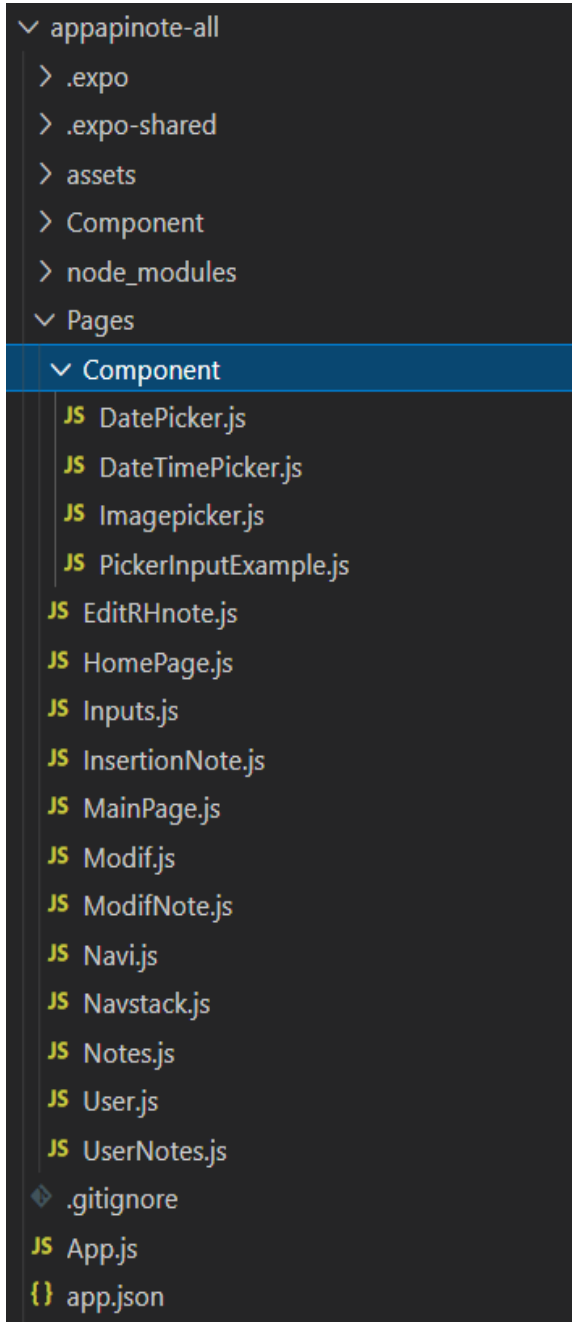 appapinote-all
.expo
.expo-shared
assets
Component
node_modules
Pages
Component
JS DatePicker.js
JS DateTimePicker.js
JS Imagepicker.js
JS PickerInputExample.js
JS EditRHnote.js
JS HomePage.js
JS Inputs.js
JS InsertionNote.js
JS MainPage.js
JS Modif.js
JS ModifNote.js
JS Navi.js
JS Navstack.js
JS Notes.js
JS User.js
JS UserNotes.js
.gitignore
JS App.js
{} app.json